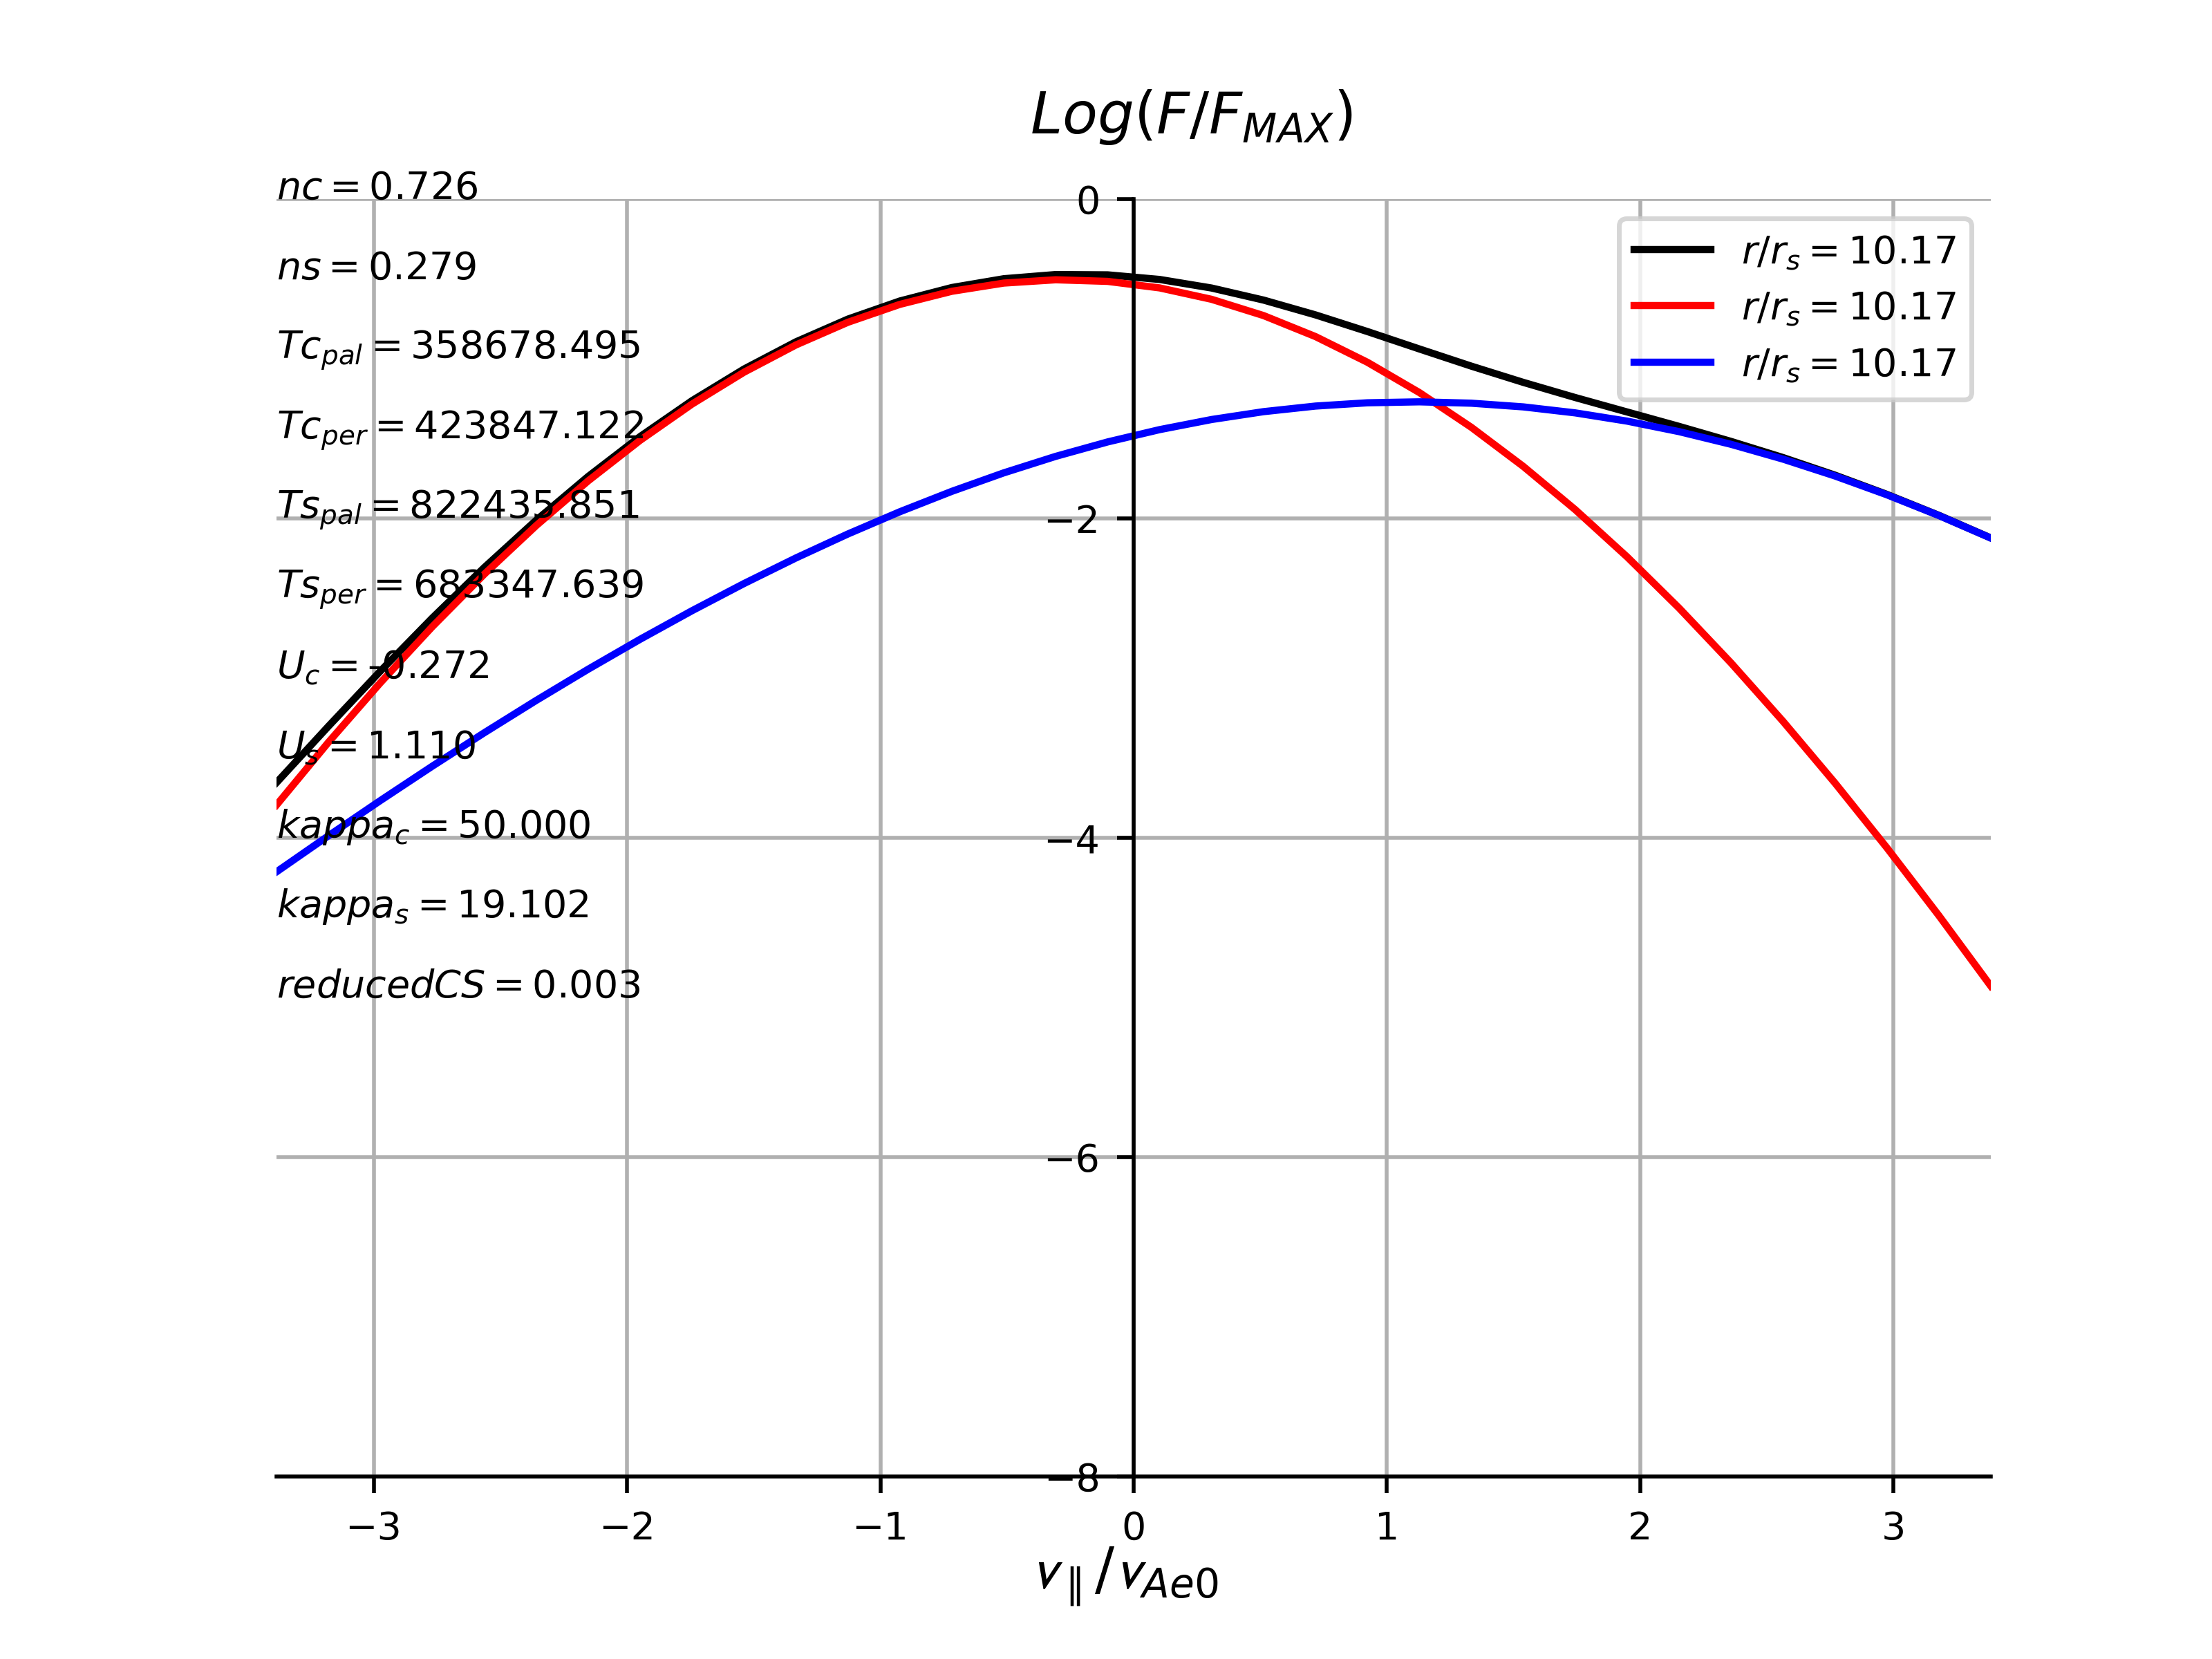 Log(F/F_MAX)
nc = 0.726
ns = 0.279
Tc_pal = 358678.495
Tc_per = 423847.122
Ts_pal = 822435.851
Ts_per = 683347.639
U_c = -0.272
U_s = 1.110
kappa_c = 50.000
kappa_s = 19.102
reducedCS = 0.003
r/r_s = 10.17
r/r_s = 10.17
r/r_s = 10.17
0
−2
−4
−6
−8
−3 −2 −1 0 1 2 3
v_∥/v_Ae0